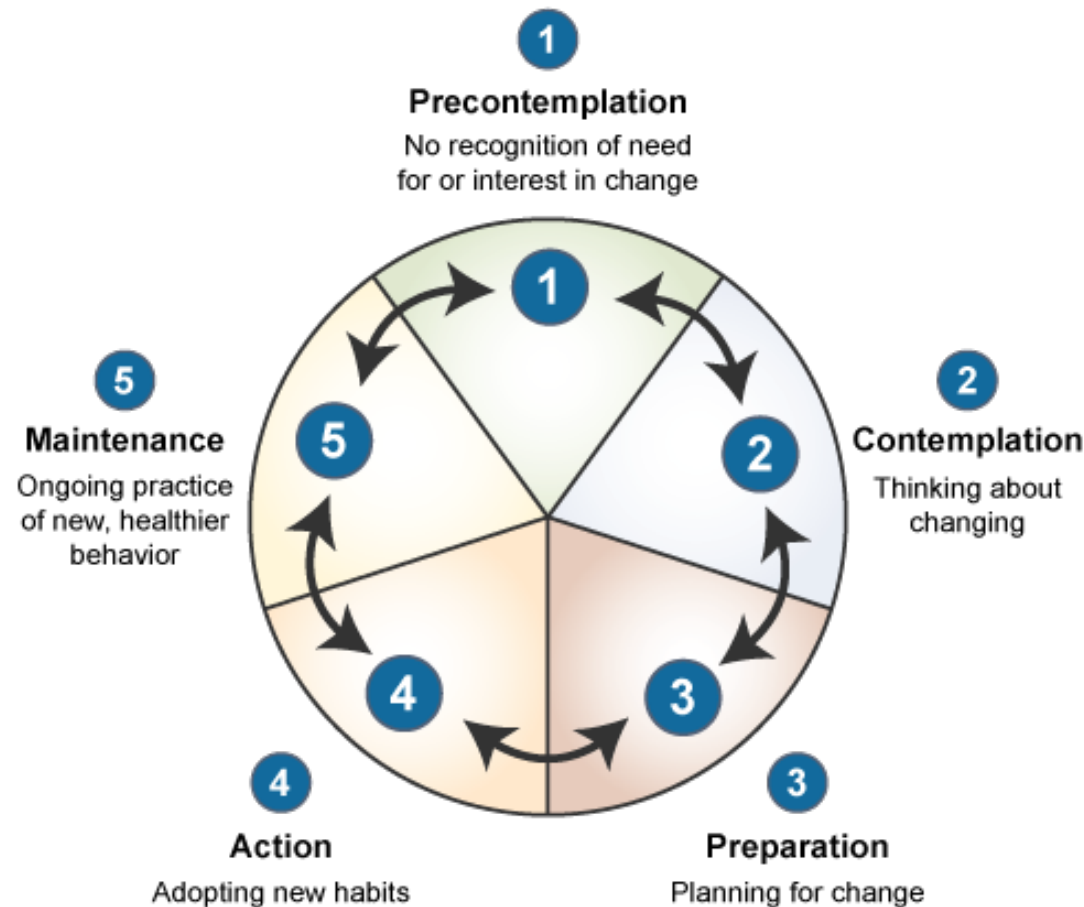 1
Precontemplation
No recognition of need
for or interest in change
1
2
Contemplation
Thinking about
changing
2
3
3
Preparation
Planning for change
4
4
Action
Adopting new habits
5
5
Maintenance
Ongoing practice
of new, healthier
behavior